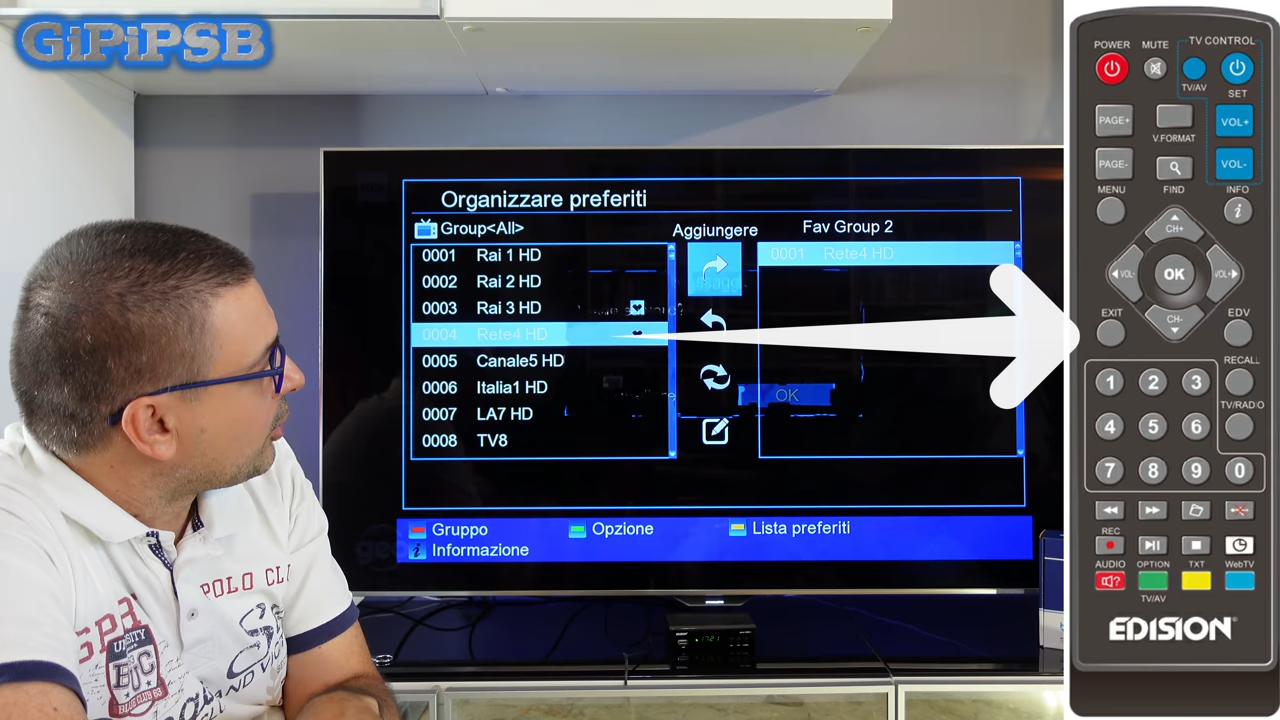 GiPiPSB
Organizzare preferiti
Group<All>
Aggiungere
Fav Group 2
0001 Rai 1 HD
0002 Rai 2 HD
0003 Rai 3 HD
0004 Rete4 HD
0005 Canale5 HD
0006 Italia1 HD
0007 LA7 HD
0008 TV8
0001 Rete4 HD
OK
Gruppo
Opzione
Lista preferiti
Informazione
POLO CL
POWER
MUTE
TV CONTROL
TV/AV
SET
PAGE+
V.FORMAT
VOL+
PAGE-
VOL-
MENU
FIND
INFO
CH+
VOL-
OK
VOL+
CH-
EXIT
EDV
RECALL
1 2 3
TV/RADIO
4 5 6
7 8 9 0
REC
AUDIO
OPTION
TXT
WebTV
TV/AV
EDISION